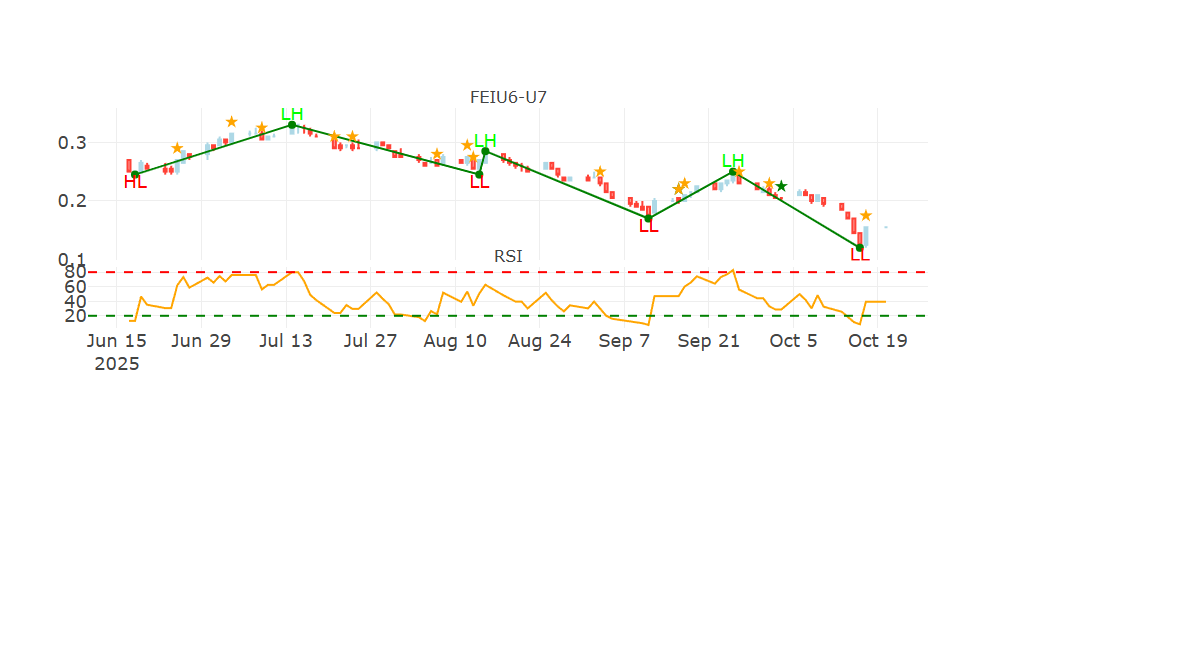 FEIU6-U7
0.3
0.2
0.1
LH
HL
LH
LL
LH
LL
LL
RSI
80
60
40
20
Jun 15 Jun 29 Jul 13 Jul 27 Aug 10 Aug 24 Sep 7 Sep 21 Oct 5 Oct 19
2025